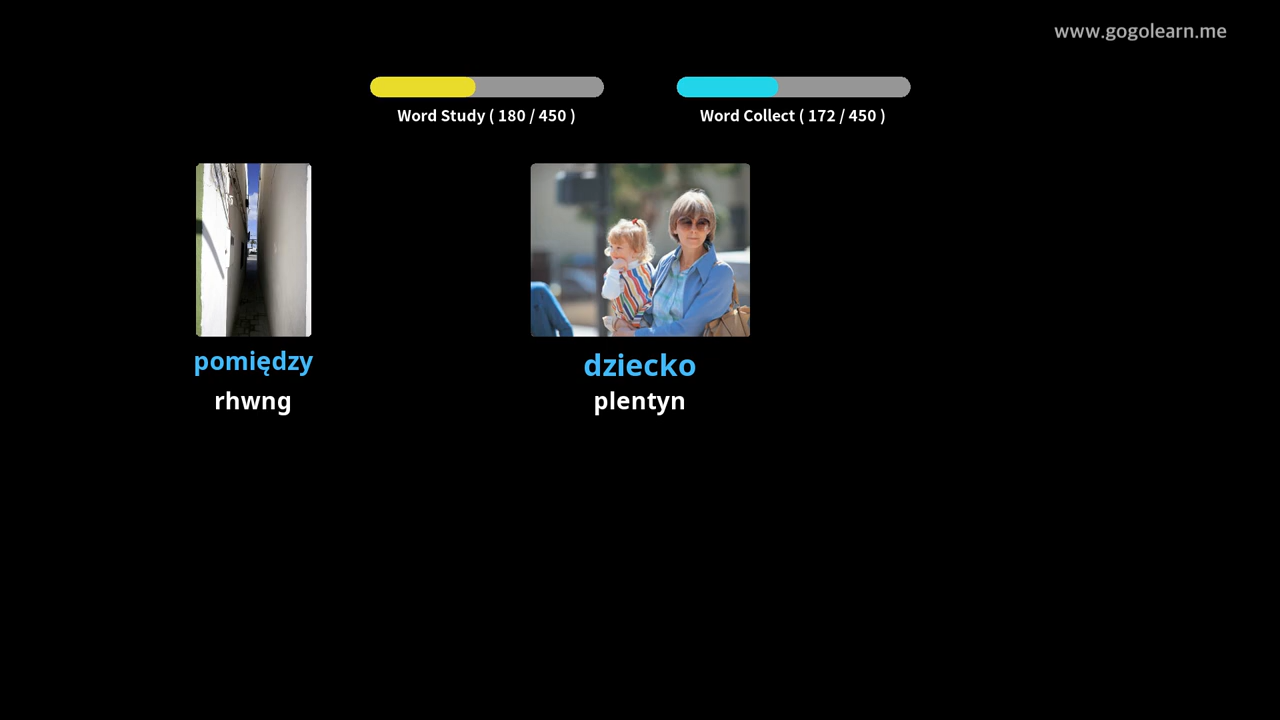 www.gogolearn.me
Word Study ( 180 / 450 )
Word Collect ( 172 / 450 )
pomiędzy
rhwng
dziecko
plentyn